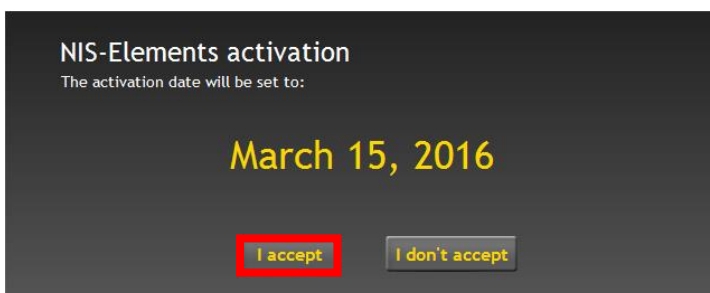 NIS-Elements activation
The activation date will be set to:
March 15, 2016
I accept I don't accept